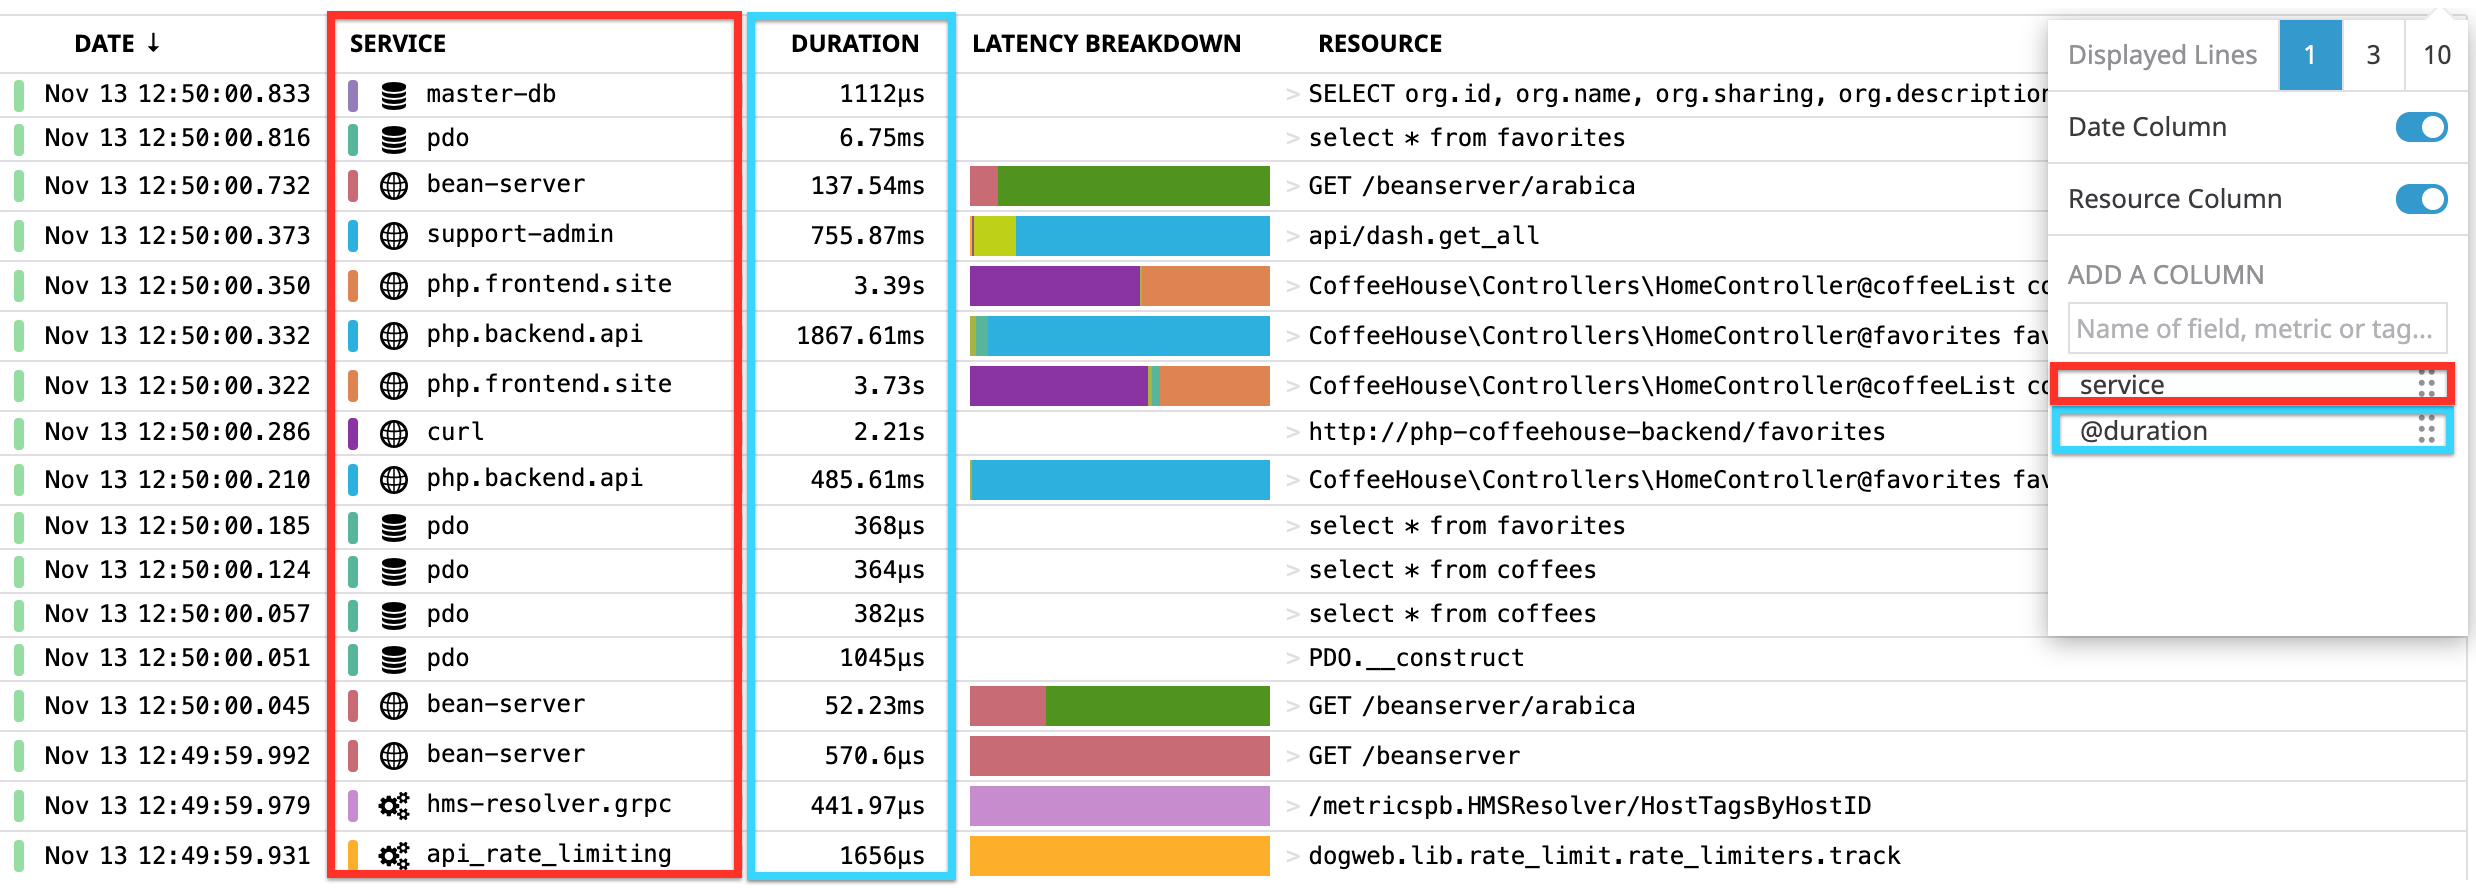 DATE ↓ SERVICE DURATION LATENCY BREAKDOWN RESOURCE
Nov 13 12:50:00.833 master-db 1112µs > SELECT org.id, org.name, org.sharing, org.description
Nov 13 12:50:00.816 pdo 6.75ms > select * from favorites
Nov 13 12:50:00.732 bean-server 137.54ms > GET /beanserver/arabica
Nov 13 12:50:00.373 support-admin 755.87ms > api/dash.get_all
Nov 13 12:50:00.350 php.frontend.site 3.39s > CoffeeHouse\Controllers\HomeController@coffeeList co
Nov 13 12:50:00.332 php.backend.api 1867.61ms > CoffeeHouse\Controllers\HomeController@favorites fav
Nov 13 12:50:00.322 php.frontend.site 3.73s > CoffeeHouse\Controllers\HomeController@coffeeList co
Nov 13 12:50:00.286 curl 2.21s > http://php-coffeehouse-backend/favorites
Nov 13 12:50:00.210 php.backend.api 485.61ms > CoffeeHouse\Controllers\HomeController@favorites fav
Nov 13 12:50:00.185 pdo 368µs > select * from favorites
Nov 13 12:50:00.124 pdo 364µs > select * from coffees
Nov 13 12:50:00.057 pdo 382µs > select * from coffees
Nov 13 12:50:00.051 pdo 1045µs > PDO.__construct
Nov 13 12:50:00.045 bean-server 52.23ms > GET /beanserver/arabica
Nov 13 12:49:59.992 bean-server 570.6µs > GET /beanserver
Nov 13 12:49:59.979 hms-resolver.grpc 441.97µs > /metricspb.HMSResolver/HostTagsByHostID
Nov 13 12:49:59.931 api_rate_limiting 1656µs > dogweb.lib.rate_limit.rate_limiters.track
Displayed Lines 1 3 10
Date Column
Resource Column
ADD A COLUMN
Name of field, metric or tag...
service
@duration